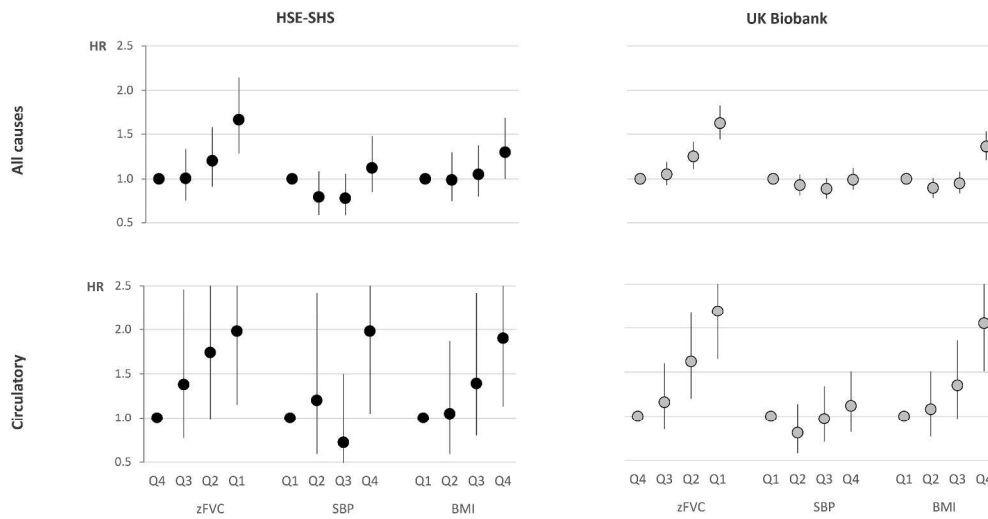 HSE-SHS
UK Biobank
All causes
HR
2.5
2.0
1.5
1.0
0.5
Circulatory
HR
2.5
2.0
1.5
1.0
0.5
Q4 Q3 Q2 Q1 Q1 Q2 Q3 Q4 Q1 Q2 Q3 Q4
zFVC SBP BMI
Q4 Q3 Q2 Q1 Q1 Q2 Q3 Q4 Q1 Q2 Q3 Q4
zFVC SBP BMI